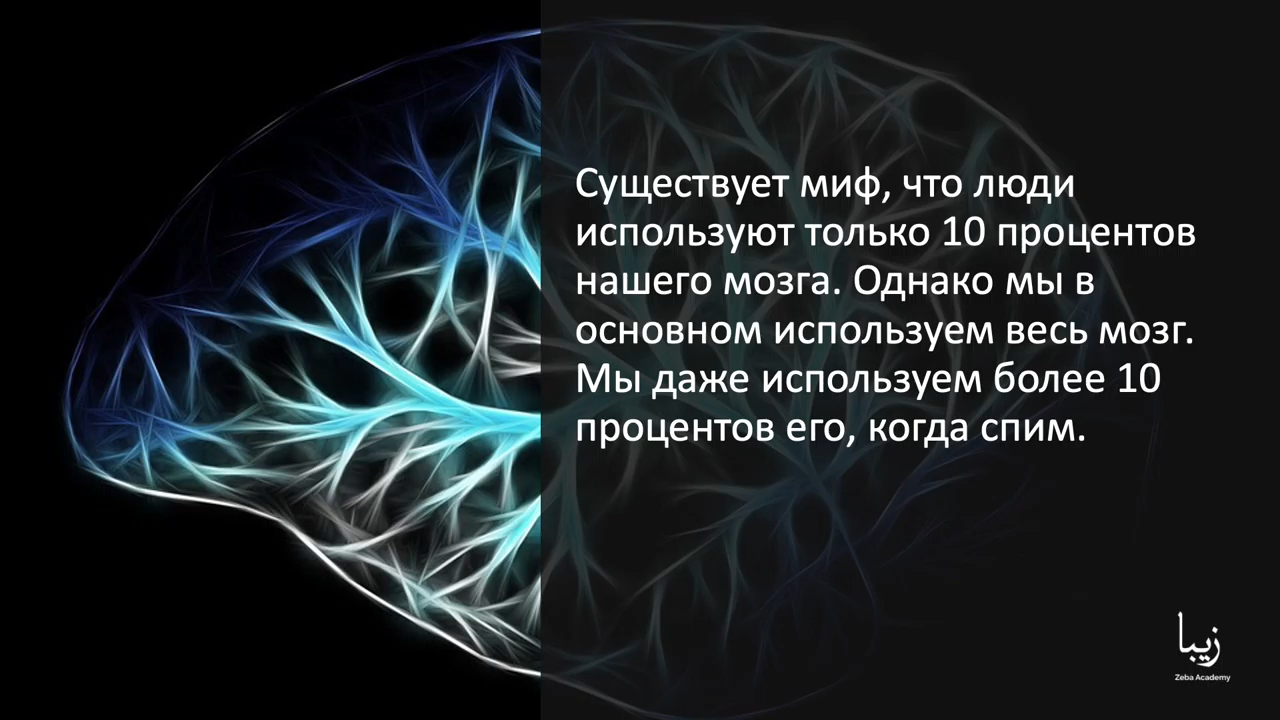 Существует миф, что люди
используют только 10 процентов
нашего мозга. Однако мы в
основном используем весь мозг.
Мы даже используем более 10
процентов его, когда спим.
زيبا
Zeba Academy